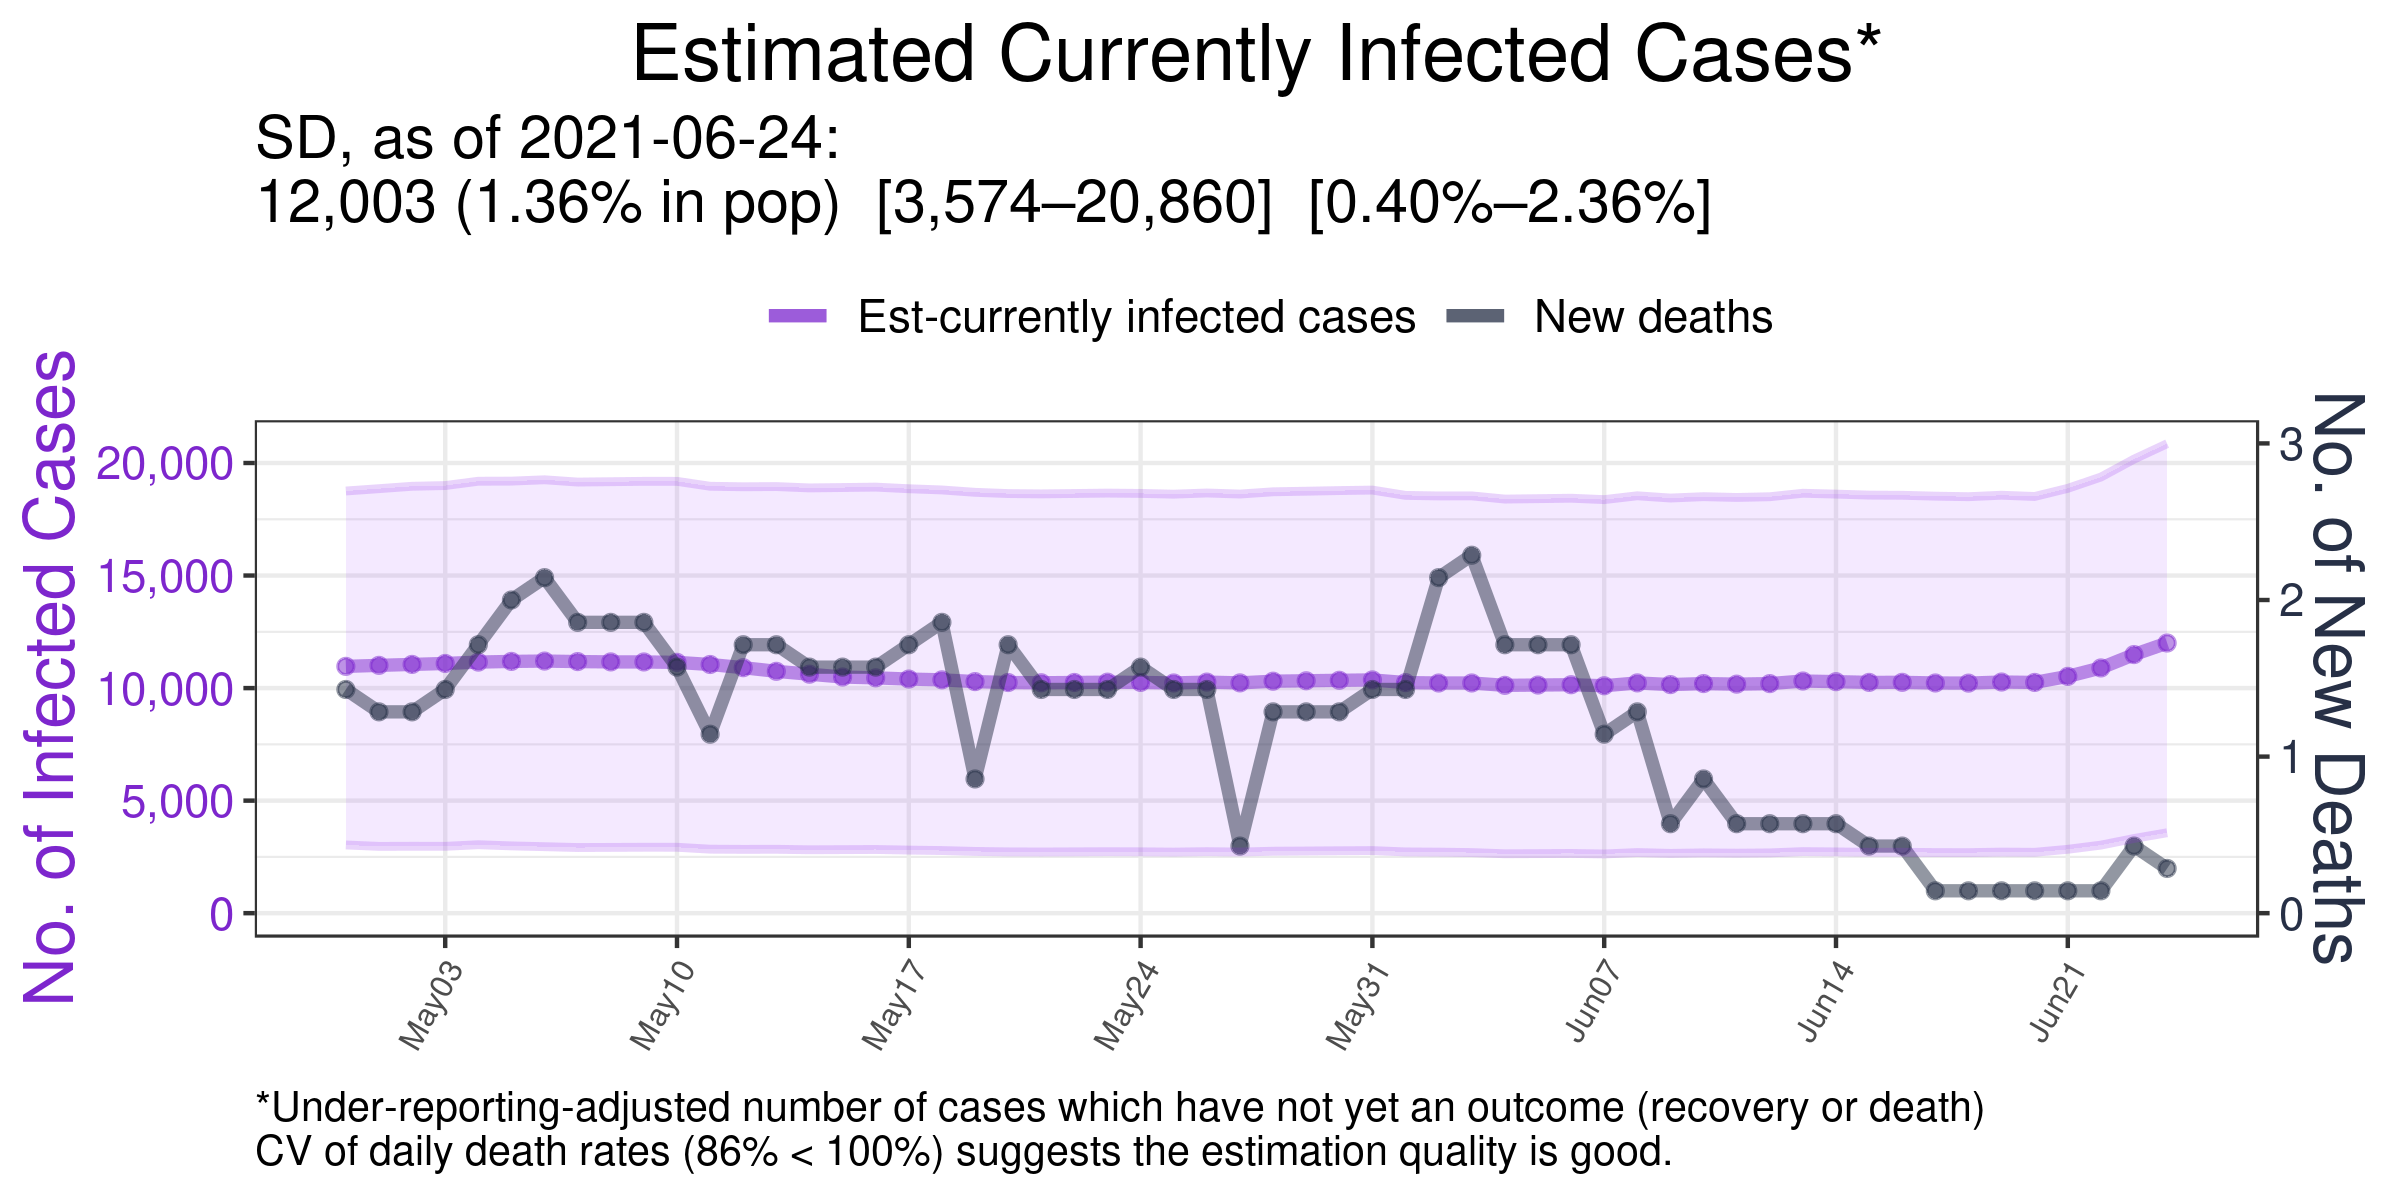 Estimated Currently Infected Cases*
SD, as of 2021-06-24:
12,003 (1.36% in pop) [3,574–20,860] [0.40%–2.36%]
Est-currently infected cases New deaths
No. of Infected Cases
20,000
15,000
10,000
5,000
0
3
2
1
0
No. of New Deaths
May03 May10 May17 May24 May31 Jun07 Jun14 Jun21
*Under-reporting-adjusted number of cases which have not yet an outcome (recovery or death)
CV of daily death rates (86% < 100%) suggests the estimation quality is good.